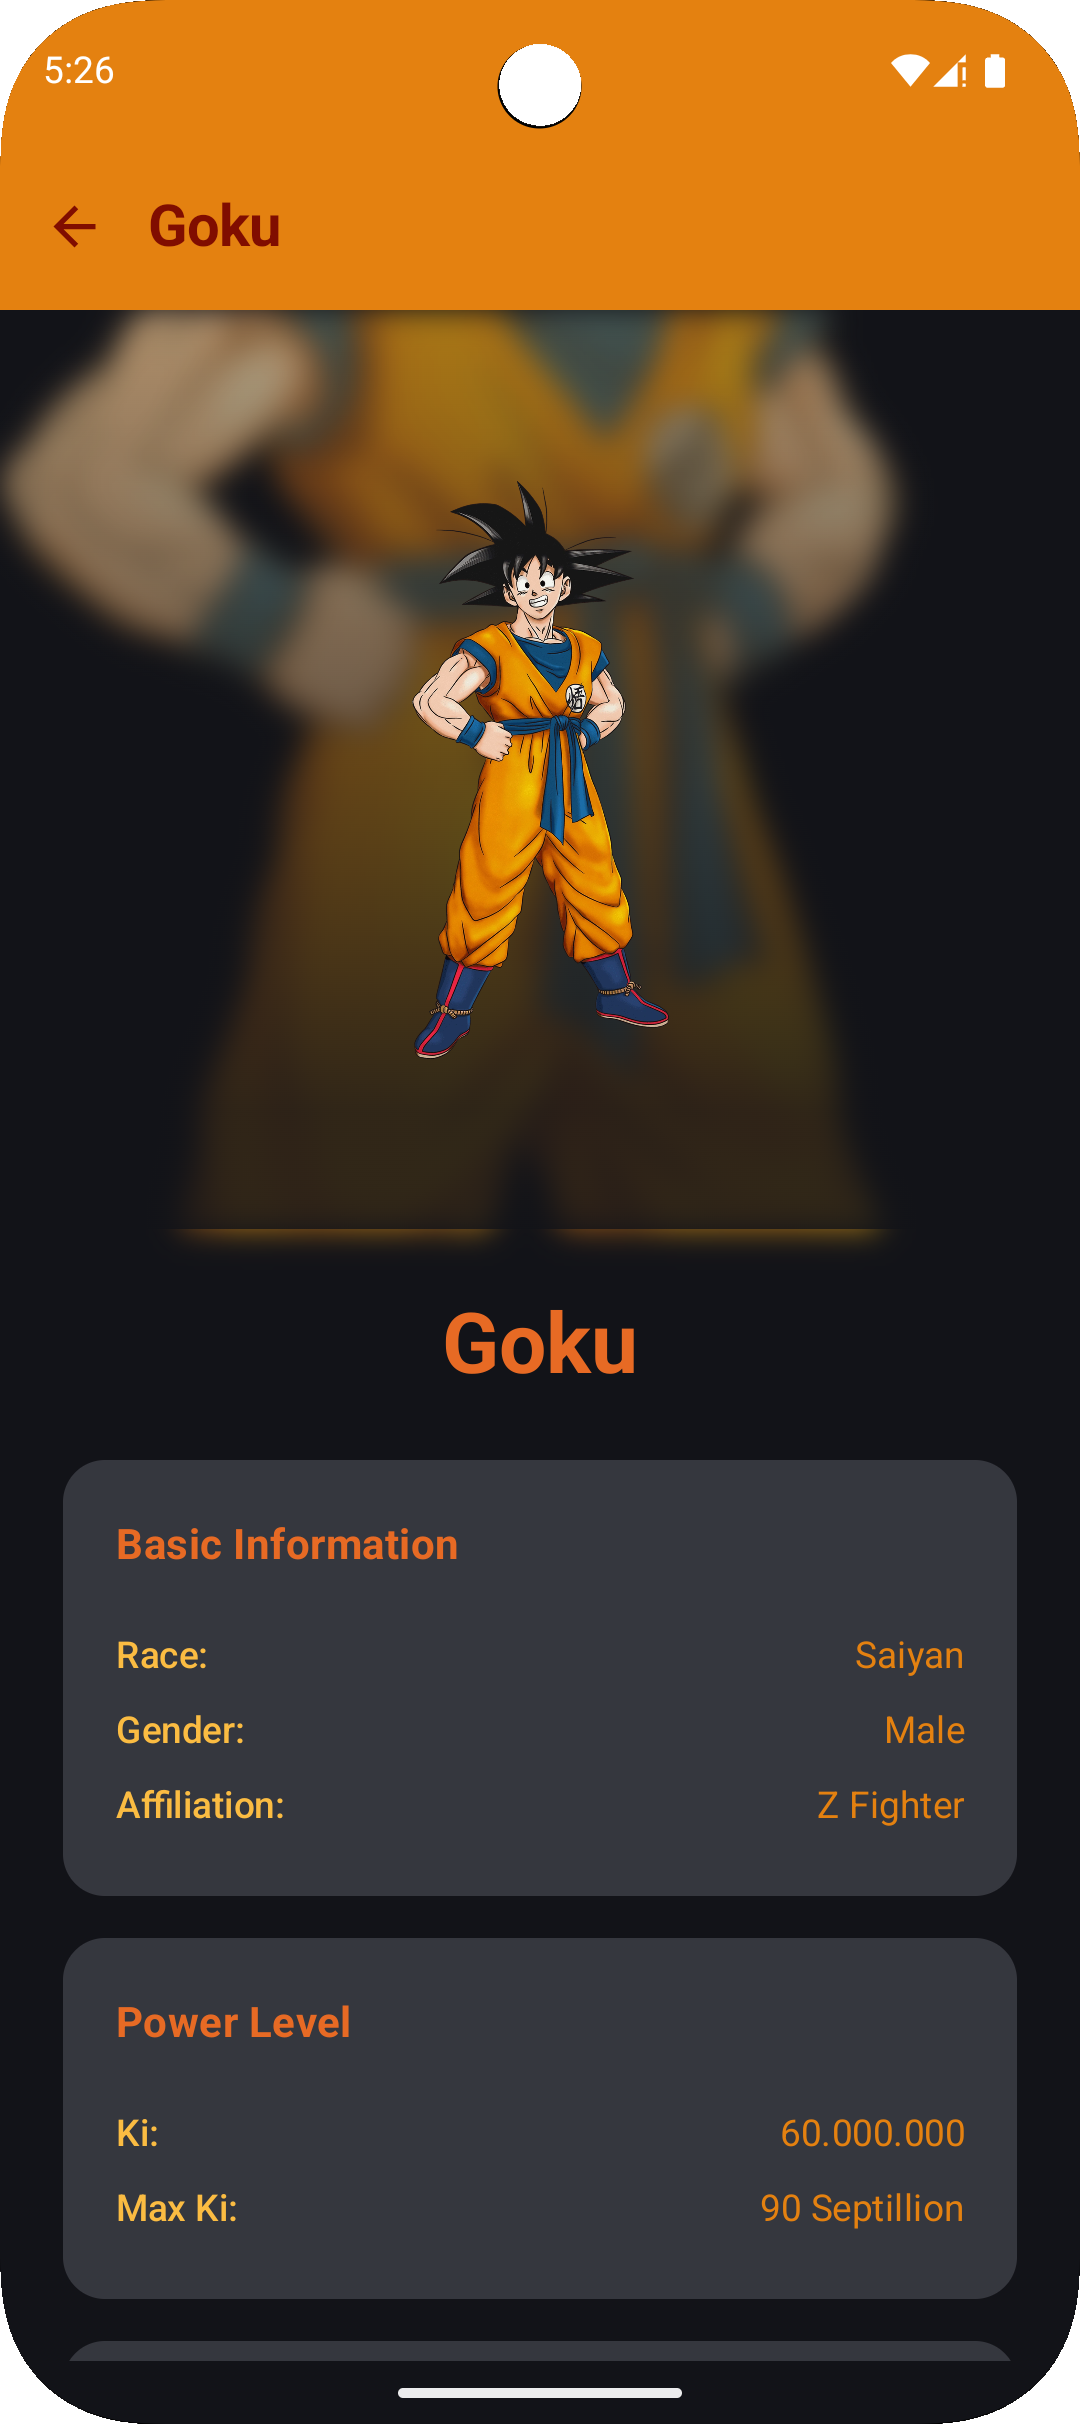 5:26
Goku
悟
Goku
Basic Information
Race: Saiyan
Gender: Male
Affiliation: Z Fighter
Power Level
Ki: 60.000.000
Max Ki: 90 Septillion